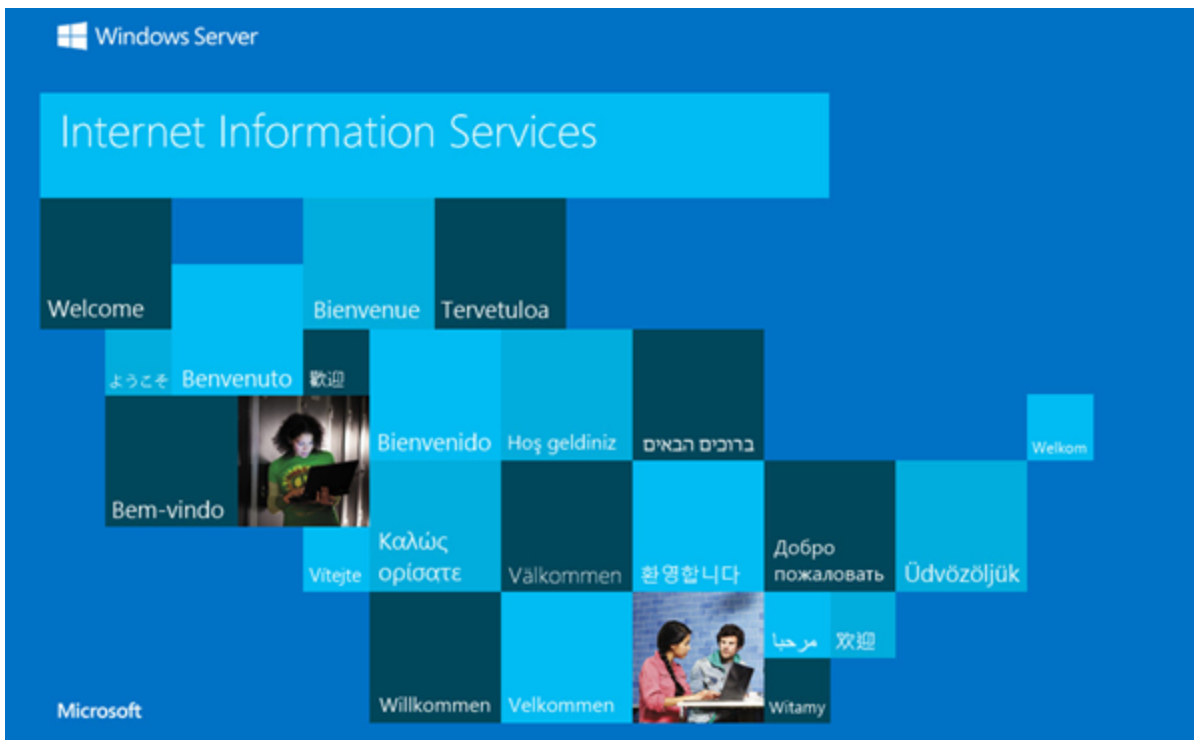 Windows Server
Internet Information Services
Welcome
Bienvenue
Tervetuloa
ようこそ
Benvenuto
歡迎
Bienvenido
Hoş geldiniz
ברוכים הבאים
Welkom
Bem-vindo
Vítejte
Καλώς
ορίσατε
Välkommen
환영합니다
Добро
пожаловать
Üdvözöljük
مرحبا
欢迎
Willkommen
Velkommen
Witamy
Microsoft